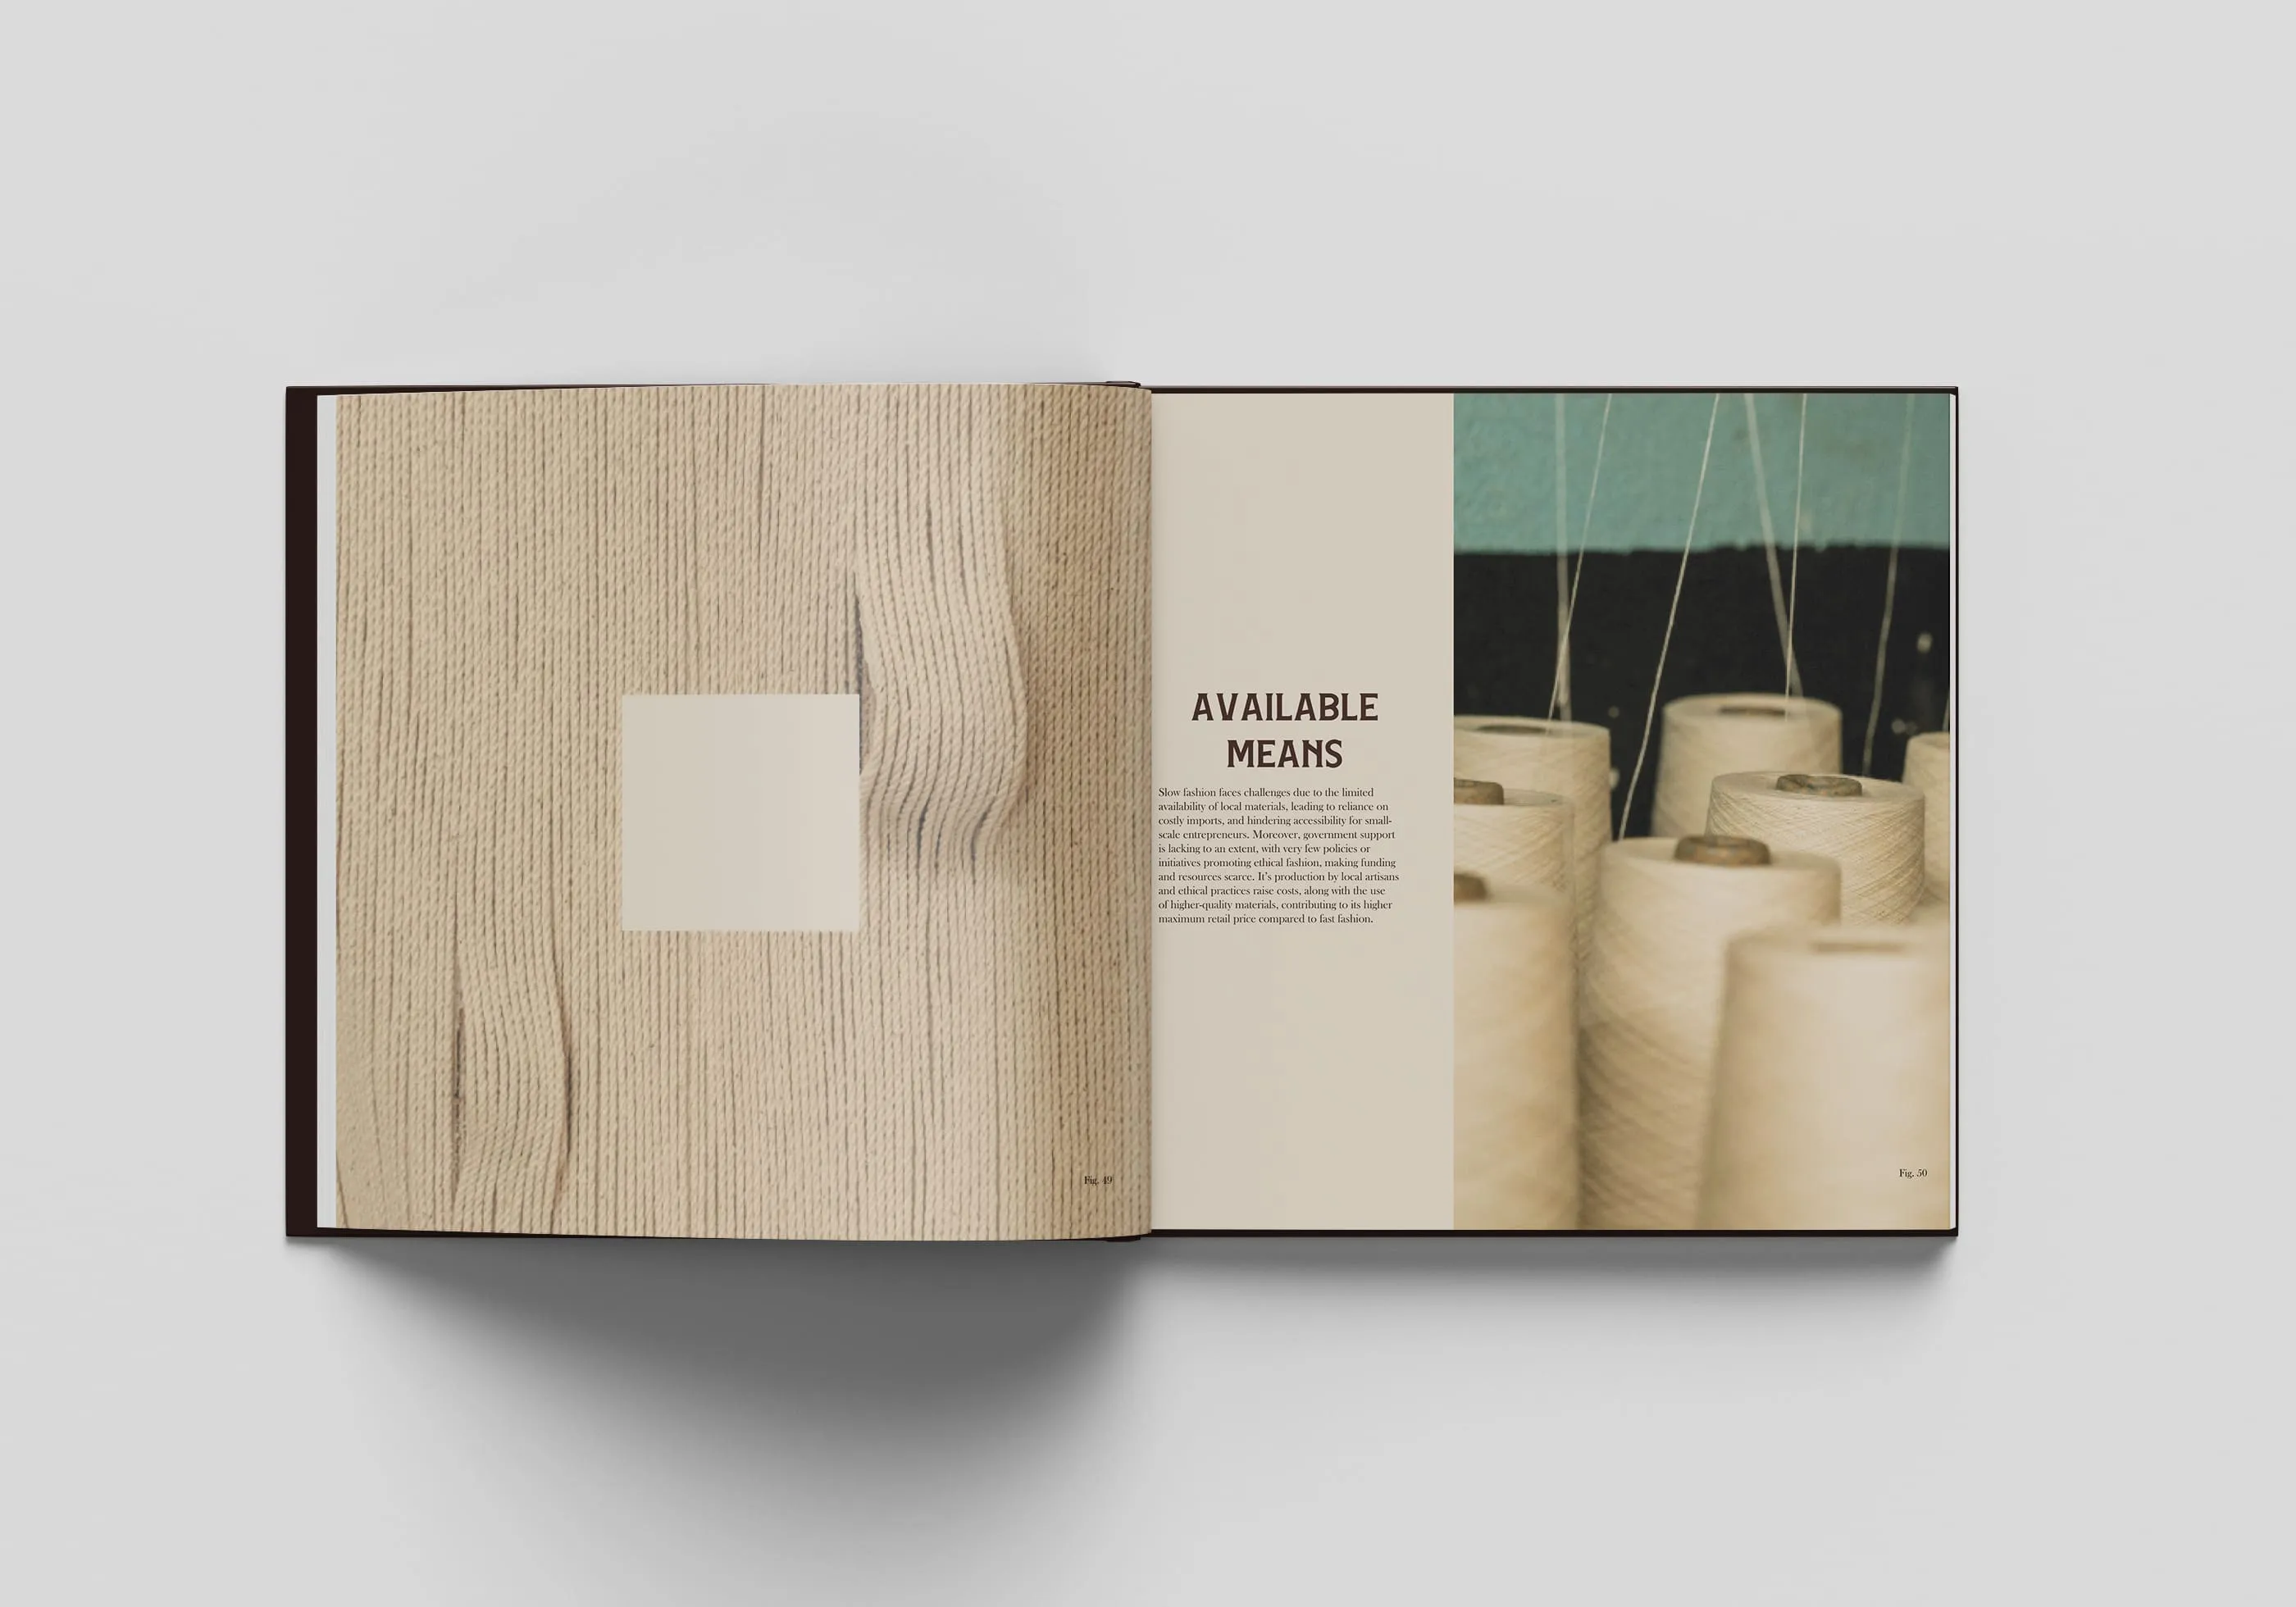 Fig. 49
AVAILABLE
MEANS
Slow fashion faces challenges due to the limited
availability of local materials, leading to reliance on
costly imports, and hindering accessibility for small-
scale entrepreneurs. Moreover, government support
is lacking to an extent, with very few policies or
initiatives promoting ethical fashion, making funding
and resources scarce. It's production by local artisans
and ethical practices raise costs, along with the use
of higher-quality materials, contributing to its higher
maximum retail price compared to fast fashion.
Fig. 50